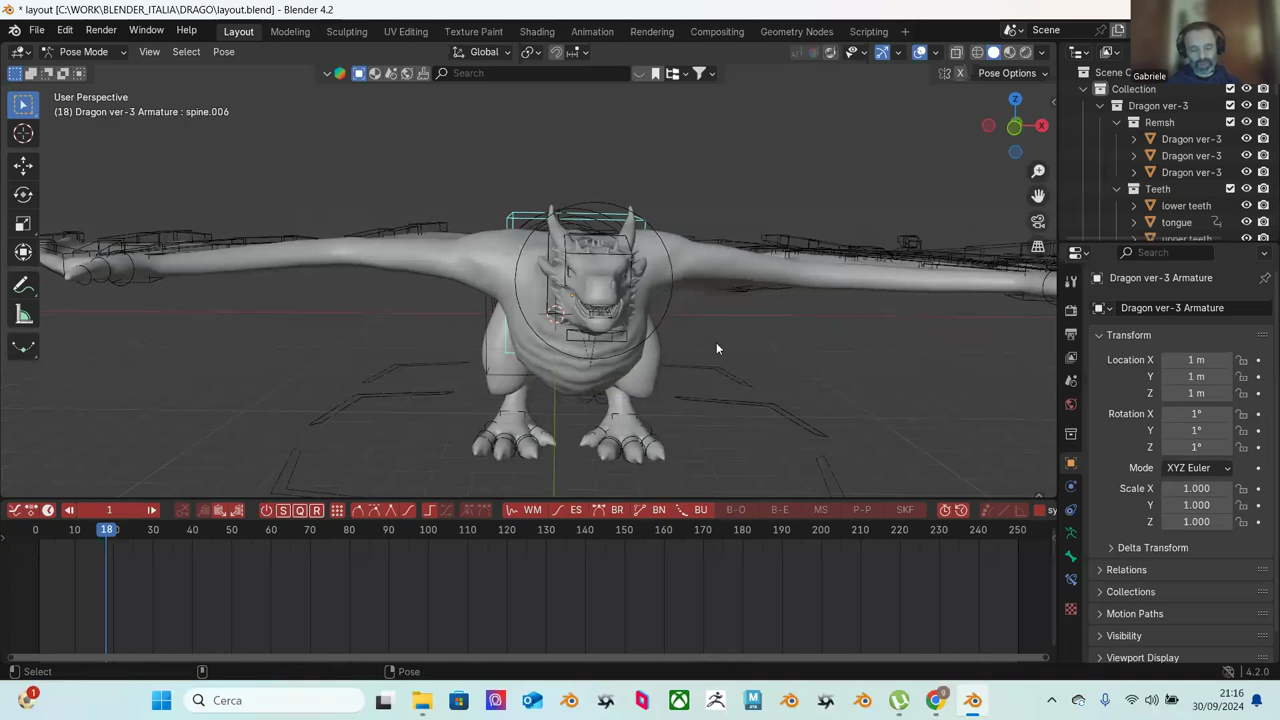 * layout [C:\WORK\BLENDER_ITALIA\DRAGO\layout.blend] - Blender 4.2
File Edit Render Window Help Layout Modeling Sculpting UV Editing Texture Paint Shading Animation Rendering Compositing Geometry Nodes Scripting + Scene
Pose Mode View Select Pose Global
Search Pose Options X
Gabriele
User Perspective
(18) Dragon ver-3 Armature : spine.006
Z
X
Scene C
Collection
Dragon ver-3
Remsh
Dragon ver-3
Dragon ver-3
Dragon ver-3
Teeth
lower teeth
tongue
upper teeth
Search
Dragon ver-3 Armature
Dragon ver-3 Armature
Transform
Location X 1 m
Y 1 m
Z 1 m
Rotation X 1°
Y 1°
Z 1°
Mode XYZ Euler
Scale X 1.000
Y 1.000
Z 1.000
Delta Transform
Relations
Collections
Motion Paths
Visibility
Viewport Display
1 S Q R WM ES BR BN BU B-O B-E MS P-P SKF sy
0 10 18 30 40 50 60 70 80 90 100 110 120 130 140 150 160 170 180 190 200 210 220 230 240 250
Select Pose 4.2.0
1 Cerca 21:16
30/09/2024